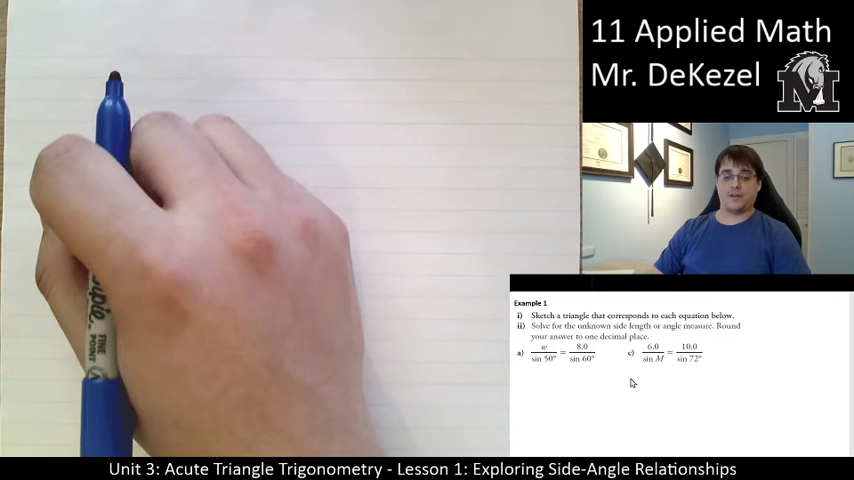 11 Applied Math
Mr. DeKezel
M
Example 1
i) Sketch a triangle that corresponds to each equation below.
ii) Solve for the unknown side length or angle measure. Round
your answer to one decimal place.
a) w/sin 50° = 8.0/sin 60° c) 6.0/sin M = 10.0/sin 72°
FINE
POINT
Unit 3: Acute Triangle Trigonometry - Lesson 1: Exploring Side-Angle Relationships